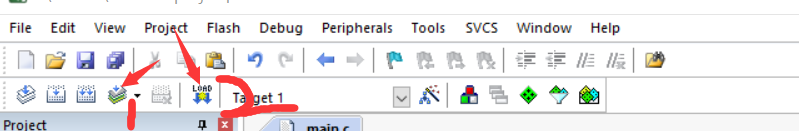 File Edit View Project Flash Debug Peripherals Tools SVCS Window Help
LOAD Target 1
Project main.c